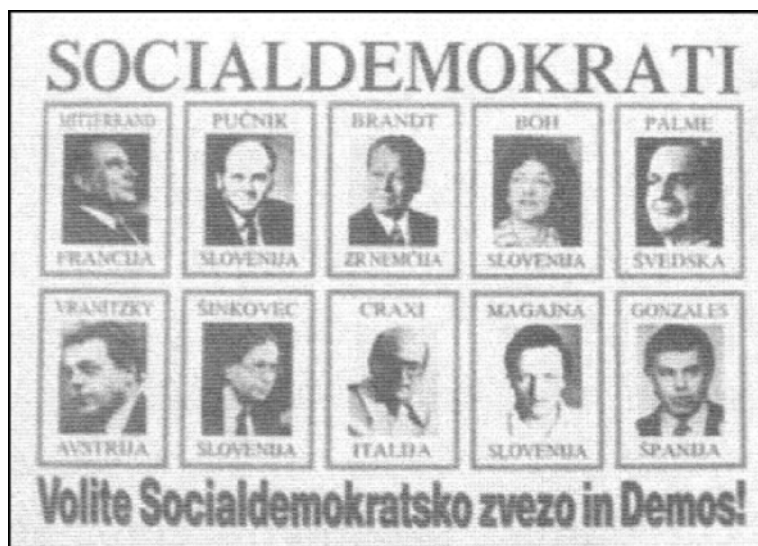 SOCIALDEMOKRATI
MITTERRAND PUČNIK BRANDT BOH PALME
FRANCIJA SLOVENIJA ZR NEMČIJA SLOVENIJA ŠVEDSKA
VRANITZKY ŠINKOVEC CRAXI MAGAJNA GONZALES
AVSTRIJA SLOVENIJA ITALIJA SLOVENIJA ŠPANIJA
Volite Socialdemokratsko zvezo in Demos!